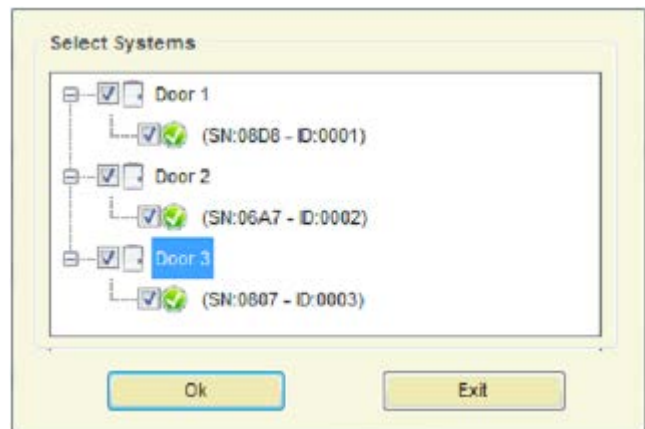 Select Systems
Door 1
(SN:08D8 - ID:0001)
Door 2
(SN:06A7 - ID:0002)
Door 3
(SN:0807 - ID:0003)
Ok Exit